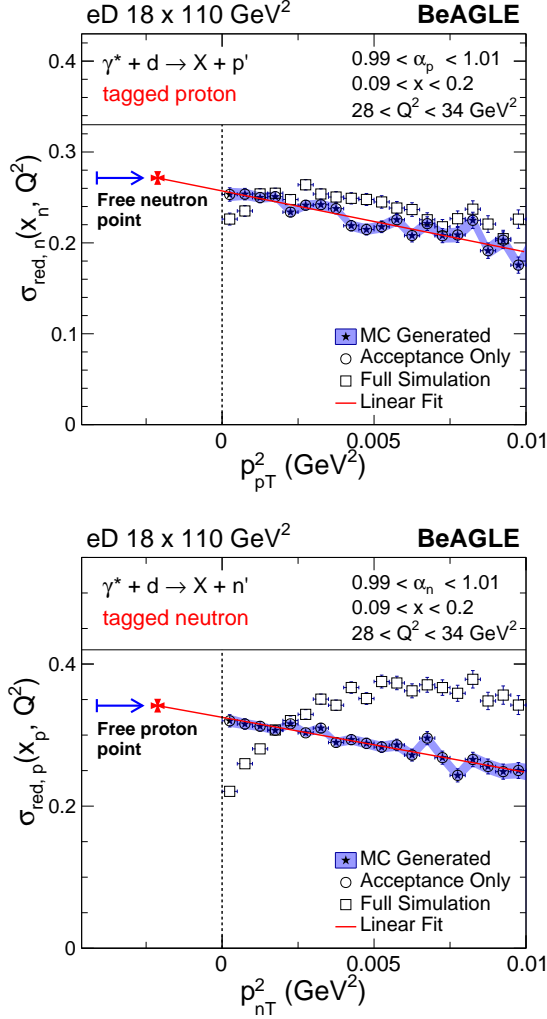 eD 18 x 110 GeV² BeAGLE
γ* + d → X + p'
tagged proton
0.99 < α_p < 1.01
0.09 < x < 0.2
28 < Q² < 34 GeV²
Free neutron
point
σ_red, n(x_n, Q²)
0.4
0.3
0.2
0.1
0
MC Generated
Acceptance Only
Full Simulation
Linear Fit
0 0.005 0.01
p²_pT (GeV²)
eD 18 x 110 GeV² BeAGLE
γ* + d → X + n'
tagged neutron
0.99 < α_n < 1.01
0.09 < x < 0.2
28 < Q² < 34 GeV²
Free proton
point
σ_red, p(x_p, Q²)
0.4
0.2
0
MC Generated
Acceptance Only
Full Simulation
Linear Fit
0 0.005 0.01
p²_nT (GeV²)